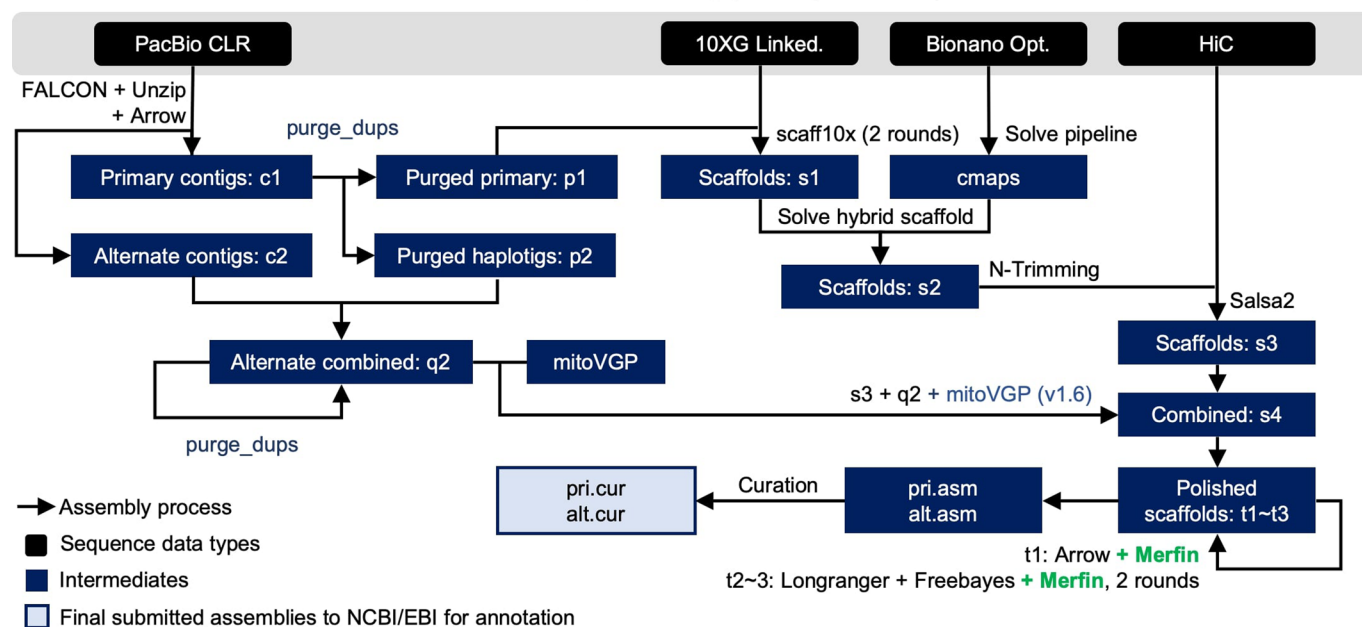 PacBio CLR
10XG Linked.
Bionano Opt.
HiC
FALCON + Unzip
+ Arrow
purge_dups
scaff10x (2 rounds)
Solve pipeline
Primary contigs: c1
Purged primary: p1
Scaffolds: s1
cmaps
Solve hybrid scaffold
Alternate contigs: c2
Purged haplotigs: p2
Scaffolds: s2
N-Trimming
Salsa2
Scaffolds: s3
Alternate combined: q2
mitoVGP
s3 + q2 + mitoVGP (v1.6)
Combined: s4
purge_dups
Polished
scaffolds: t1~t3
pri.asm
alt.asm
Curation
pri.cur
alt.cur
t1: Arrow + Merfin
t2~3: Longranger + Freebayes + Merfin, 2 rounds
Assembly process
Sequence data types
Intermediates
Final submitted assemblies to NCBI/EBI for annotation